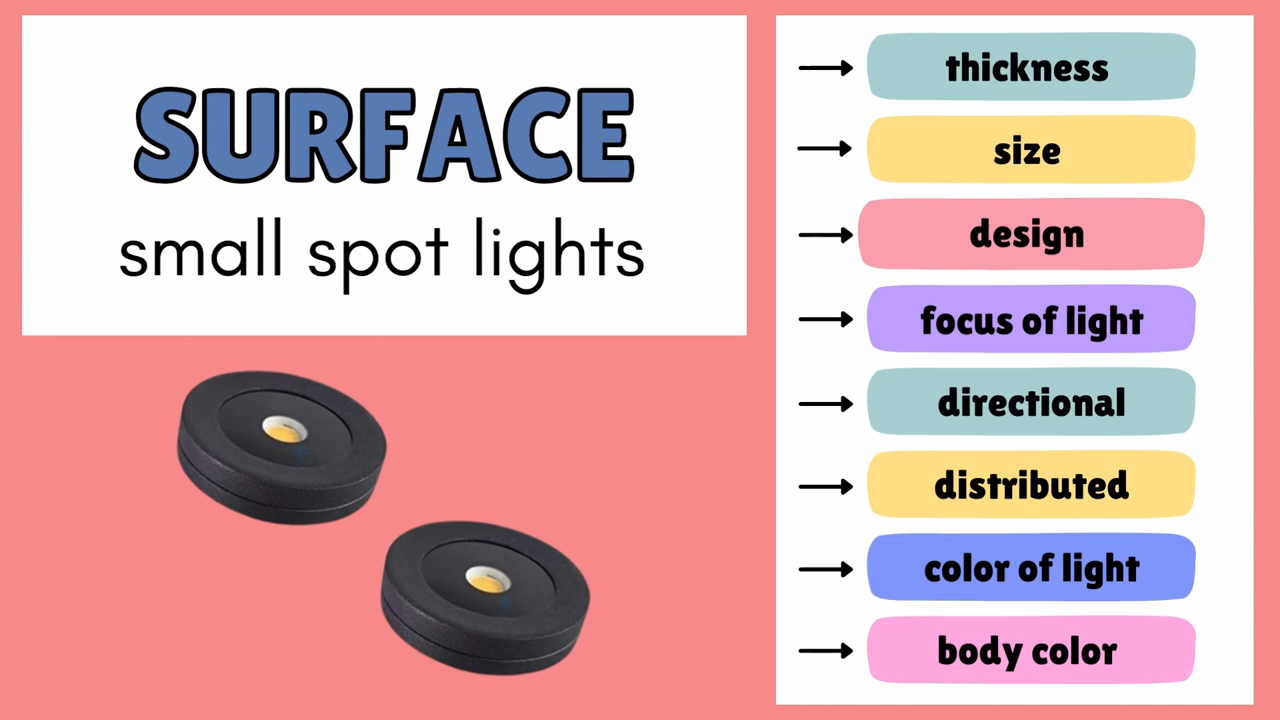 SURFACE
small spot lights
thickness
size
design
focus of light
directional
distributed
color of light
body color